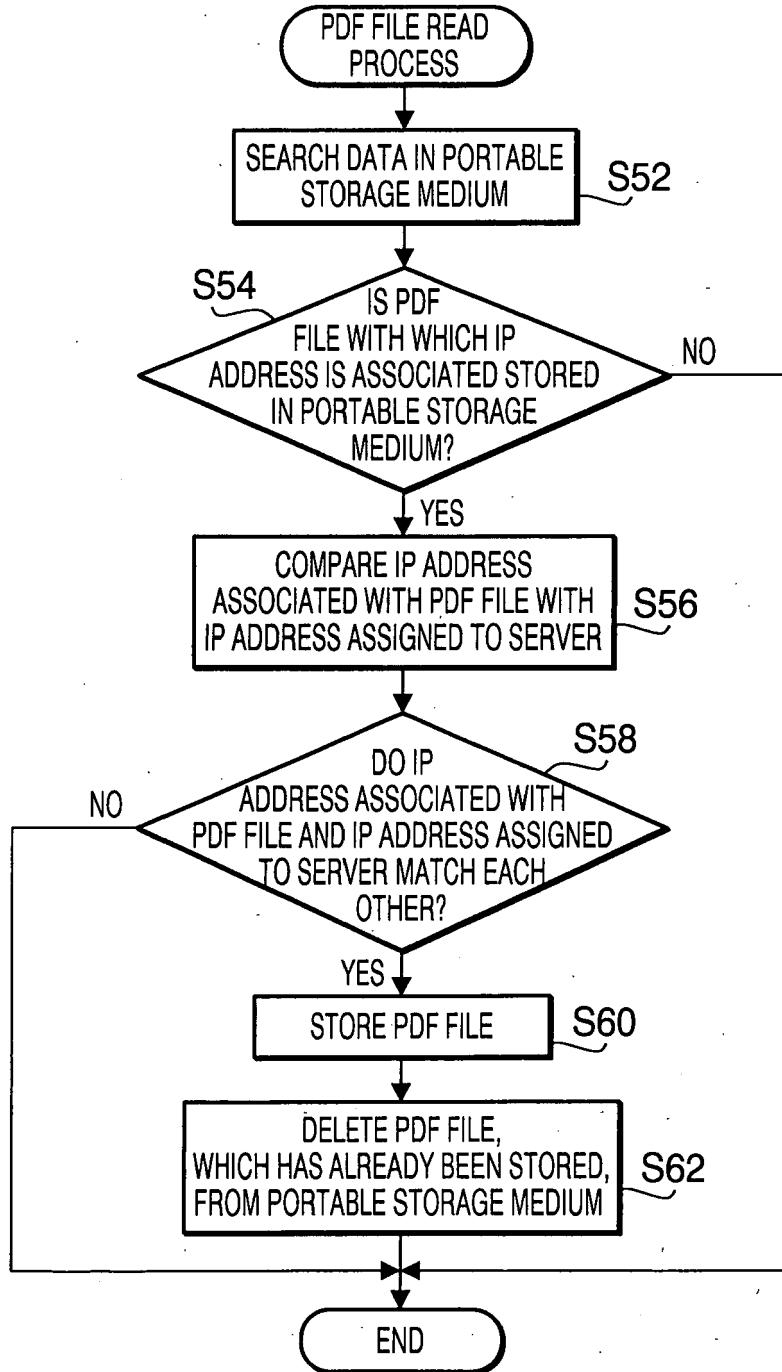 PDF FILE READ
PROCESS
SEARCH DATA IN PORTABLE
STORAGE MEDIUM
S52
S54
IS PDF
FILE WITH WHICH IP
ADDRESS IS ASSOCIATED STORED
IN PORTABLE STORAGE
MEDIUM?
NO
YES
COMPARE IP ADDRESS
ASSOCIATED WITH PDF FILE WITH
IP ADDRESS ASSIGNED TO SERVER
S56
S58
DO IP
ADDRESS ASSOCIATED WITH
PDF FILE AND IP ADDRESS ASSIGNED
TO SERVER MATCH EACH
OTHER?
NO
YES
STORE PDF FILE
S60
DELETE PDF FILE,
WHICH HAS ALREADY BEEN STORED,
FROM PORTABLE STORAGE MEDIUM
S62
END